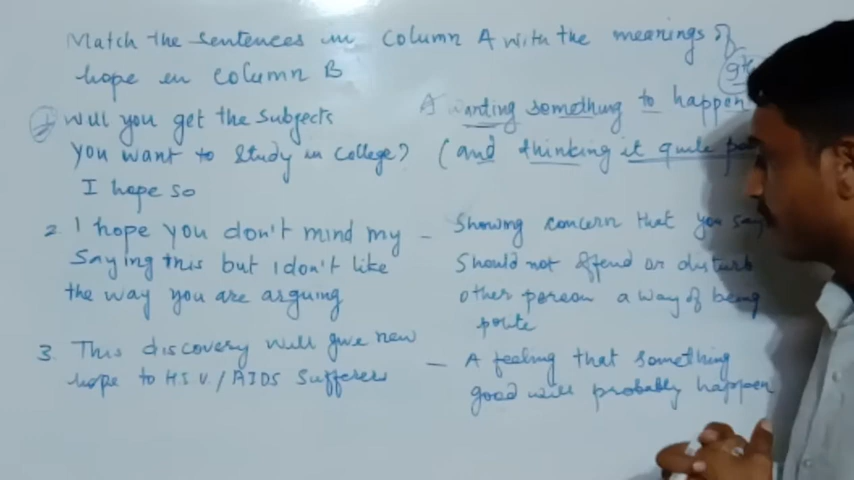 Match the sentences in column A with the meanings of
hope in column B
1 Will you get the subjects
you want to study in college?
I hope so
A wanting something to happen
(and thinking it quite
2. I hope you don't mind my
saying this but I don't like
the way you are arguing
- Showing concern that you say
should not offend or disturb
other person a way of being
polite
3. This discovery will give new
hope to H.I.V./AIDS Sufferers
- A feeling that something
good will probably happen